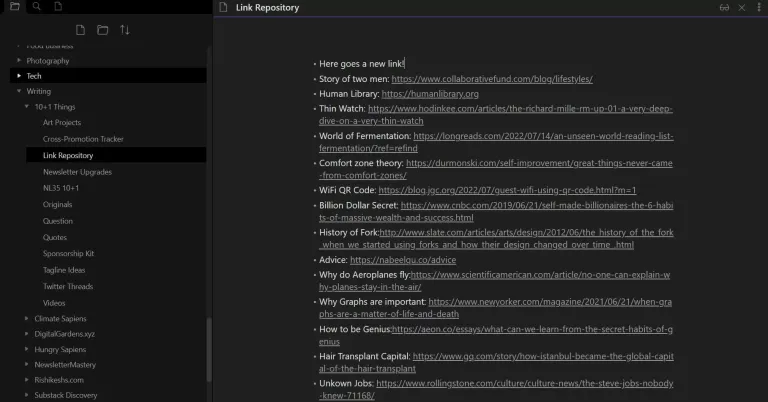 Link Repository
Food Business
Photography
Tech
Writing
10+1 Things
Art Projects
Cross-Promotion Tracker
Link Repository
Newsletter Upgrades
NL35 10+1
Originals
Question
Quotes
Sponsorship Kit
Tagline Ideas
Twitter Threads
Videos
Climate Sapiens
DigitalGardens.xyz
Hungry Sapiens
NewsletterMastery
Rishikeshs.com
Substack Discovery
• Here goes a new link!
• Story of two men: https://www.collaborativefund.com/blog/lifestyles/
• Human Library: https://humanlibrary.org
• Thin Watch: https://www.hodinkee.com/articles/the-richard-mille-rm-up-01-a-very-deep-
dive-on-a-very-thin-watch
• World of Fermentation: https://longreads.com/2022/07/14/an-unseen-world-reading-list-
fermentation/?ref=refind
• Comfort zone theory: https://durmonski.com/self-improvement/great-things-never-came
-from-comfort-zones/
• WiFi QR Code: https://blog.jgc.org/2022/07/guest-wifi-using-qr-code.html?m=1
• Billion Dollar Secret: https://www.cnbc.com/2019/06/21/self-made-billionaires-the-6-habi
ts-of-massive-wealth-and-success.html
• History of Fork:http://www.slate.com/articles/arts/design/2012/06/the_history_of_the_fork
_when_we_started_using_forks_and_how_their_design_changed_over_time_.html
• Advice: https://nabeelqu.co/advice
• Why do Aeroplanes fly:https://www.scientificamerican.com/article/no-one-can-explain-wh
y-planes-stay-in-the-air/
• Why Graphs are important: https://www.newyorker.com/magazine/2021/06/21/when-gra
phs-are-a-matter-of-life-and-death
• How to be Genius:https://aeon.co/essays/what-can-we-learn-from-the-secret-habits-of-g
enius
• Hair Transplant Capital: https://www.gq.com/story/how-istanbul-became-the-global-capit
al-of-the-hair-transplant
• Unkown Jobs: https://www.rollingstone.com/culture/culture-news/the-steve-jobs-nobody
-knew-71168/